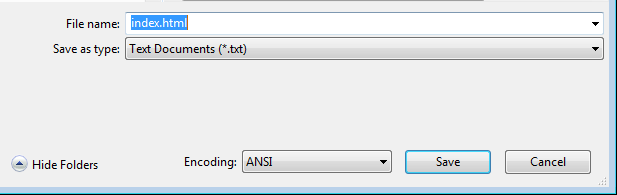 File name: index.html
Save as type: Text Documents (*.txt)
Hide Folders Encoding: ANSI Save Cancel